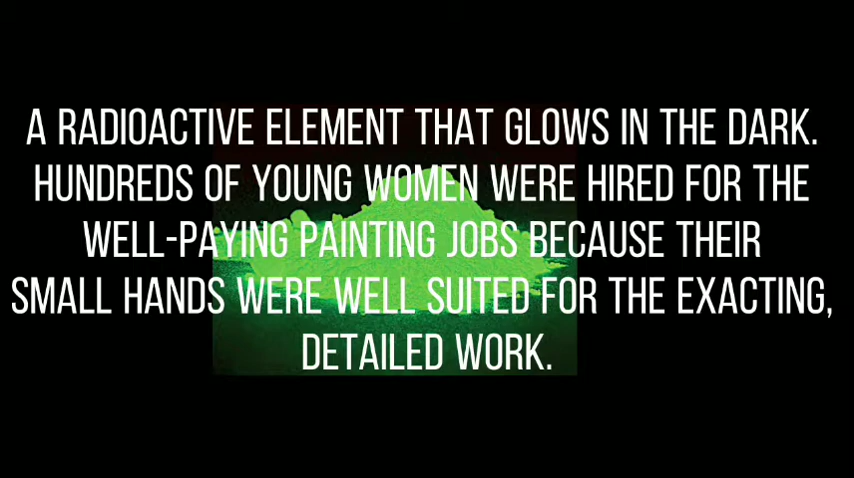 A RADIOACTIVE ELEMENT THAT GLOWS IN THE DARK.
HUNDREDS OF YOUNG WOMEN WERE HIRED FOR THE
WELL-PAYING PAINTING JOBS BECAUSE THEIR
SMALL HANDS WERE WELL SUITED FOR THE EXACTING,
DETAILED WORK.